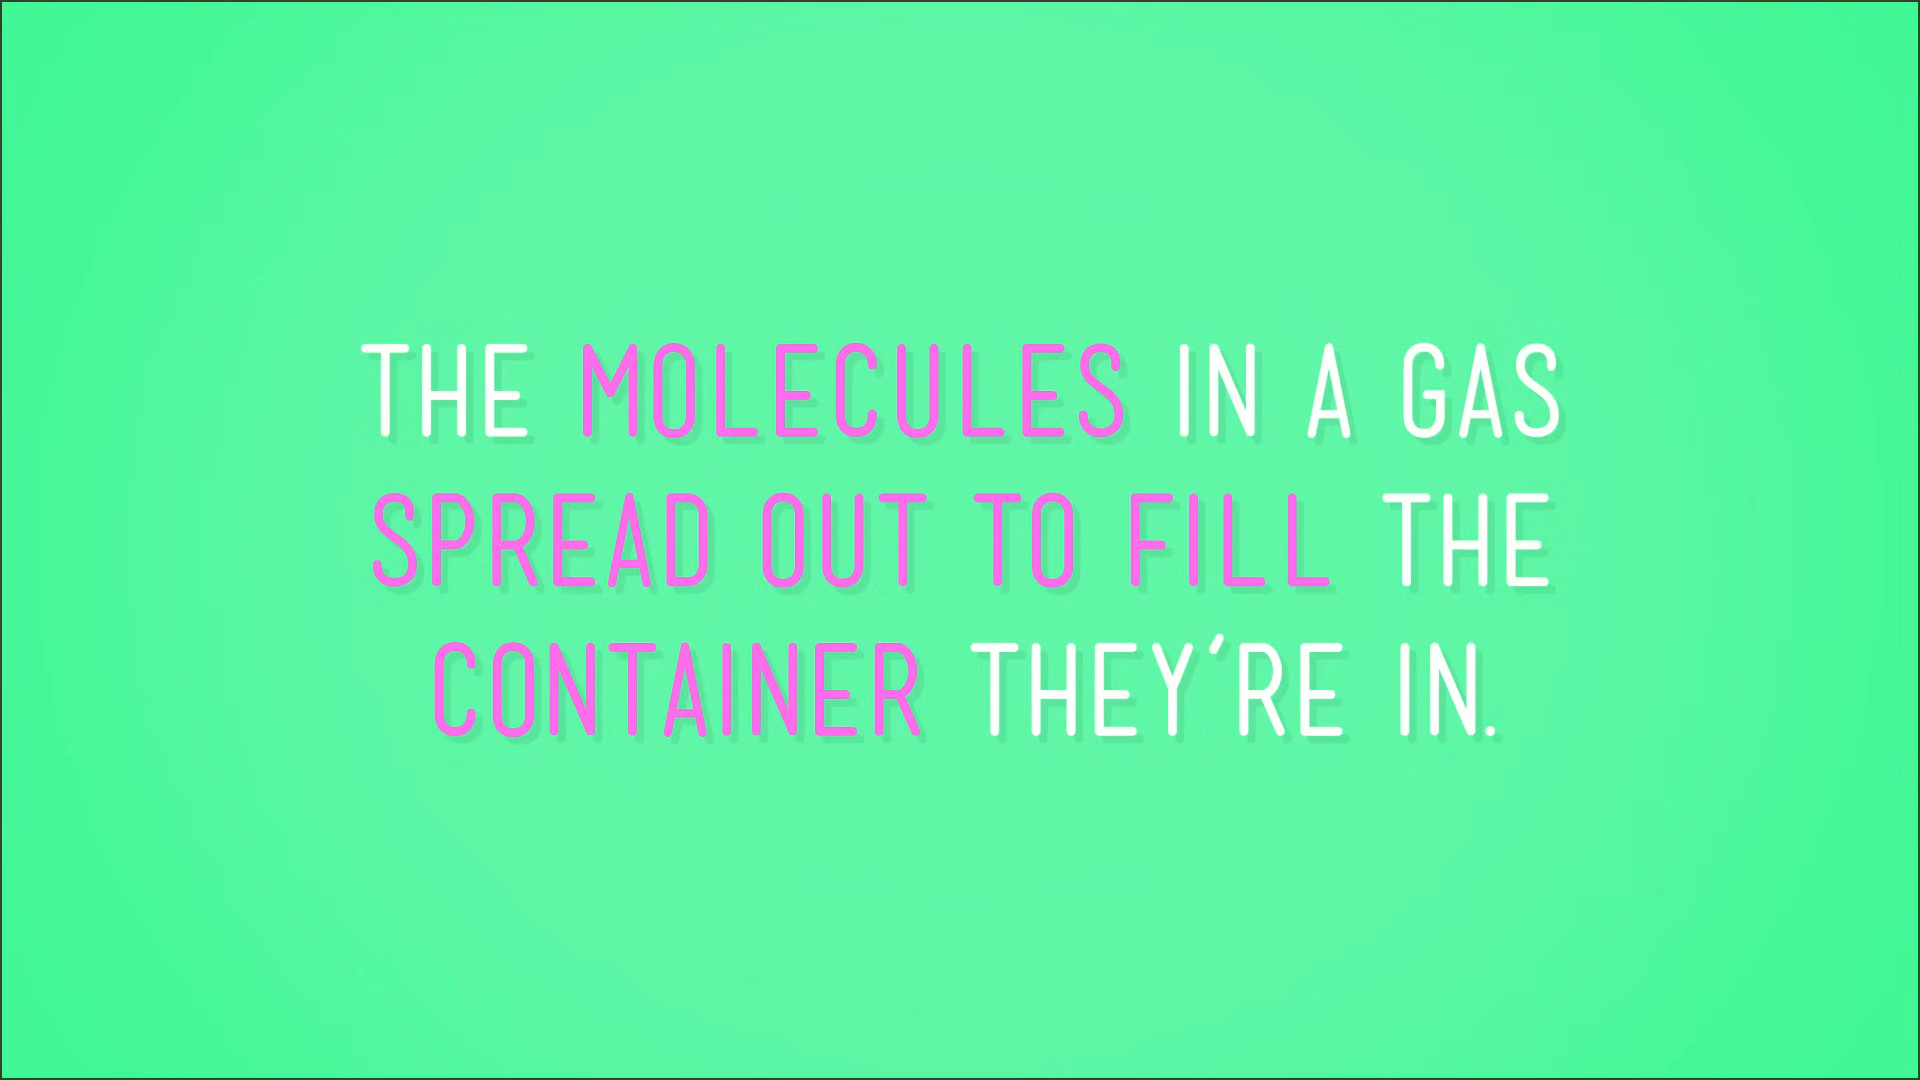 THE MOLECULES IN A GAS
SPREAD OUT TO FILL THE
CONTAINER THEY'RE IN.